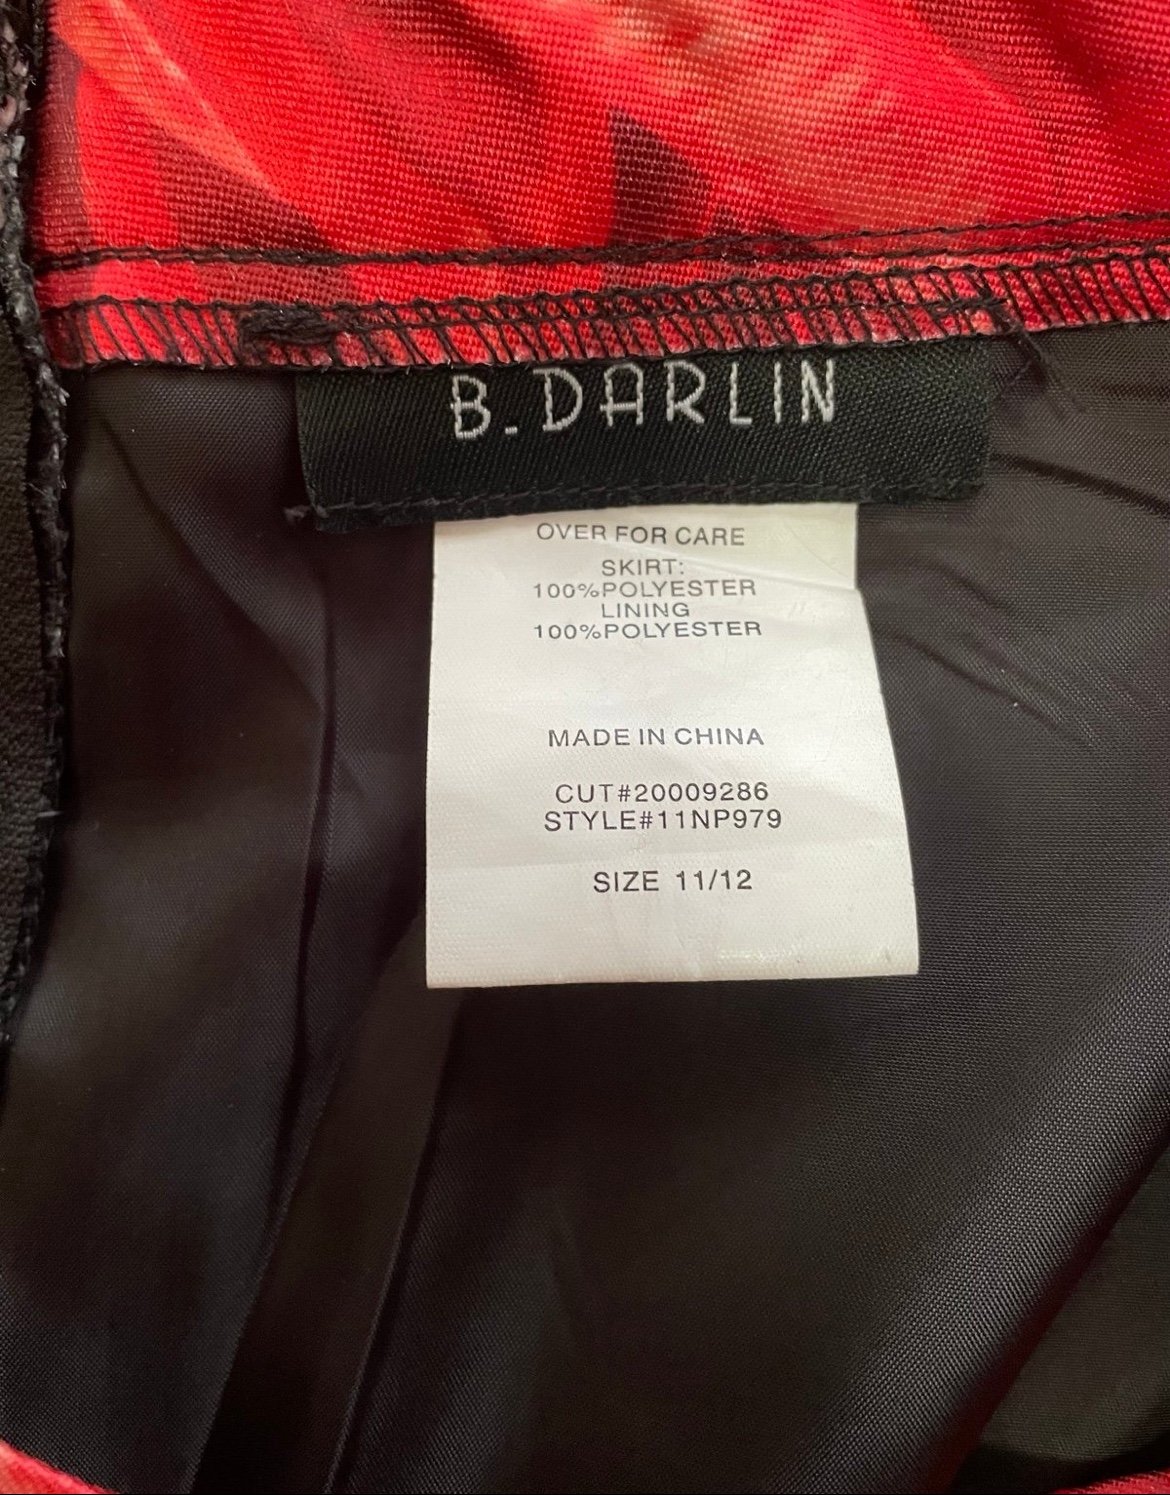 B. DARLIN
OVER FOR CARE
SKIRT:
100%POLYESTER
LINING
100%POLYESTER
MADE IN CHINA
CUT#20009286
STYLE#11NP979
SIZE 11/12